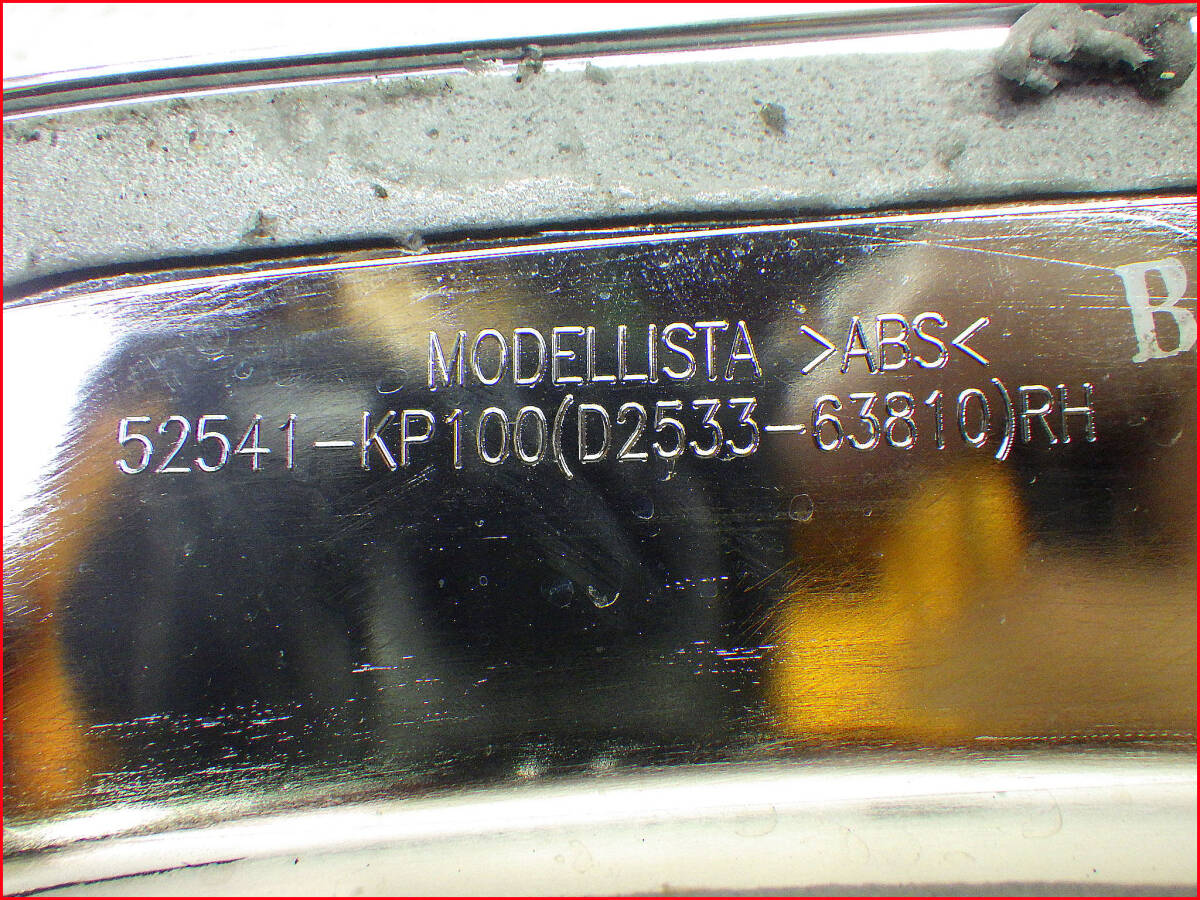 B
MODELLISTA >ABS<
52541-KP100(D2533-63810)RH